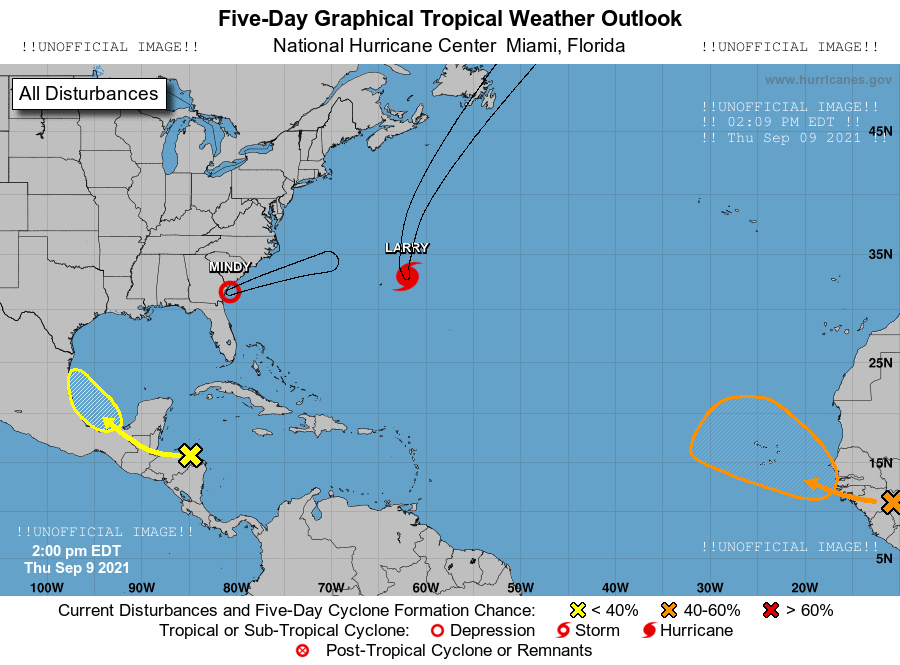 Five-Day Graphical Tropical Weather Outlook
!!UNOFFICIAL IMAGE!! National Hurricane Center Miami, Florida !!UNOFFICIAL IMAGE!!
www.hurricanes.gov
All Disturbances
!!UNOFFICIAL IMAGE!!
!! 02:09 PM EDT !!
!! Thu Sep 09 2021 !!
45N
LARRY
35N
MINDY
25N
15N
!!UNOFFICIAL IMAGE!!
2:00 pm EDT
!!UNOFFICIAL IMAGE!!
5N
Thu Sep 9 2021
100W 90W 80W 70W 60W 50W 40W 30W 20W
Current Disturbances and Five-Day Cyclone Formation Chance: < 40% 40-60% > 60%
Tropical or Sub-Tropical Cyclone: Depression Storm Hurricane
Post-Tropical Cyclone or Remnants